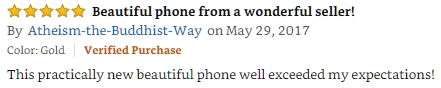 Beautiful phone from a wonderful seller!
By Atheism-the-Buddhist-Way on May 29, 2017
Color: Gold | Verified Purchase
This practically new beautiful phone well exceeded my expectations!